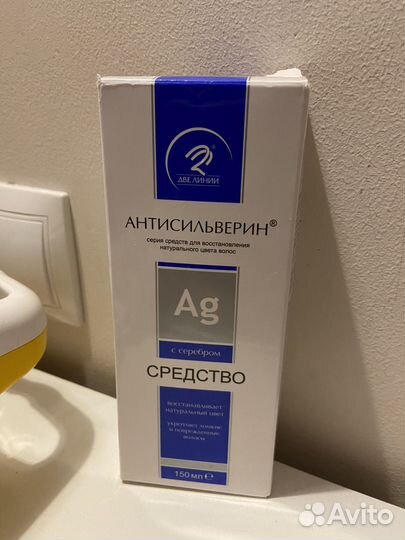 ДВЕ ЛИНИИ
АНТИСИЛЬВЕРИН®
серия средств для восстановления
натурального цвета волос
Ag
с серебром
СРЕДСТВО
восстанавливает
натуральный цвет
укрепляет ломкие
и поврежденные
волосы
150 мл ℮
Avito